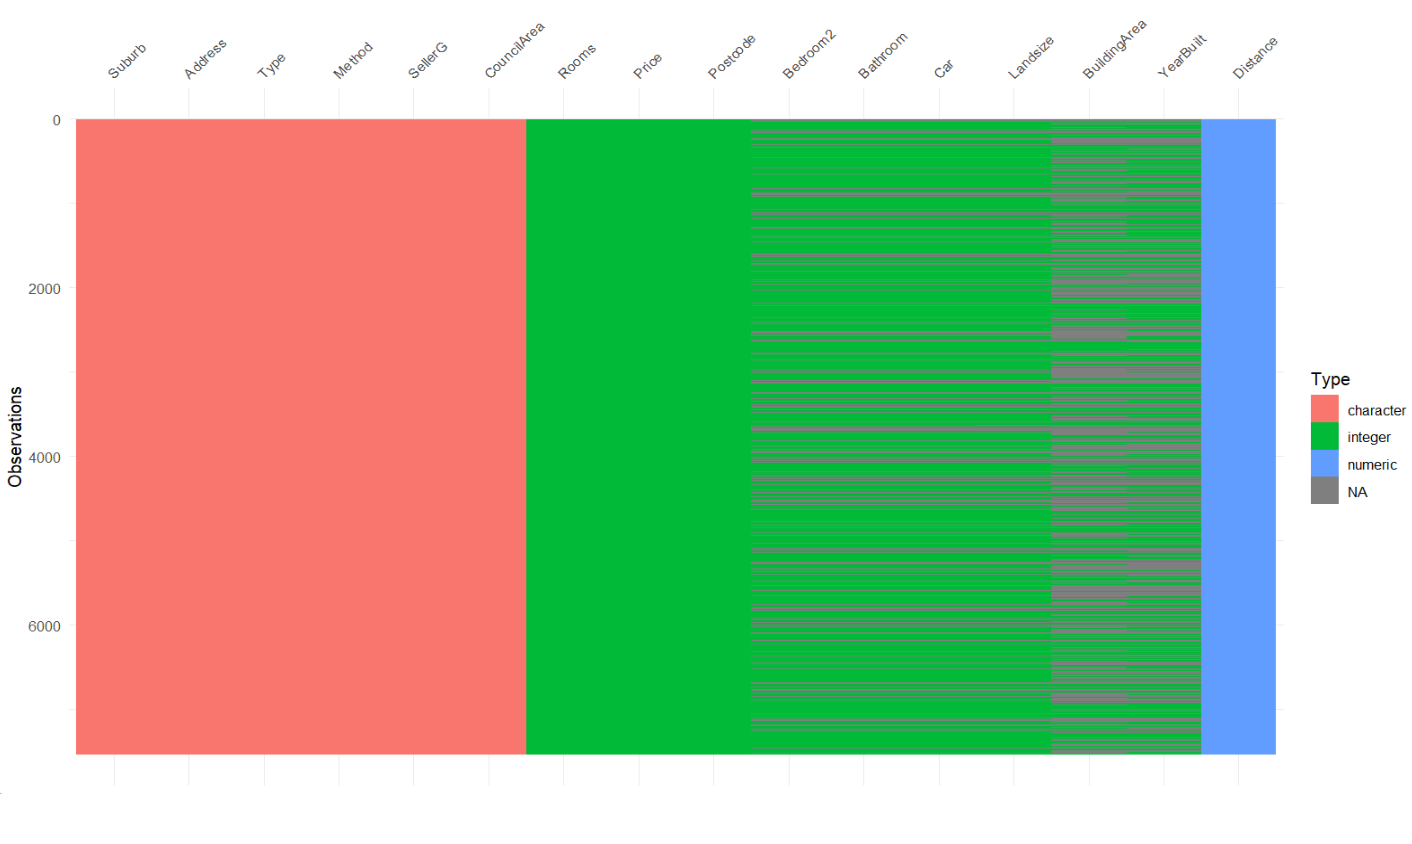 Suburb
Address
Type
Method
SellerG
CouncilArea
Rooms
Price
Postcode
Bedroom2
Bathroom
Car
Landsize
BuildingArea
YearBuilt
Distance
0
2000
4000
6000
Observations
Type
character
integer
numeric
NA